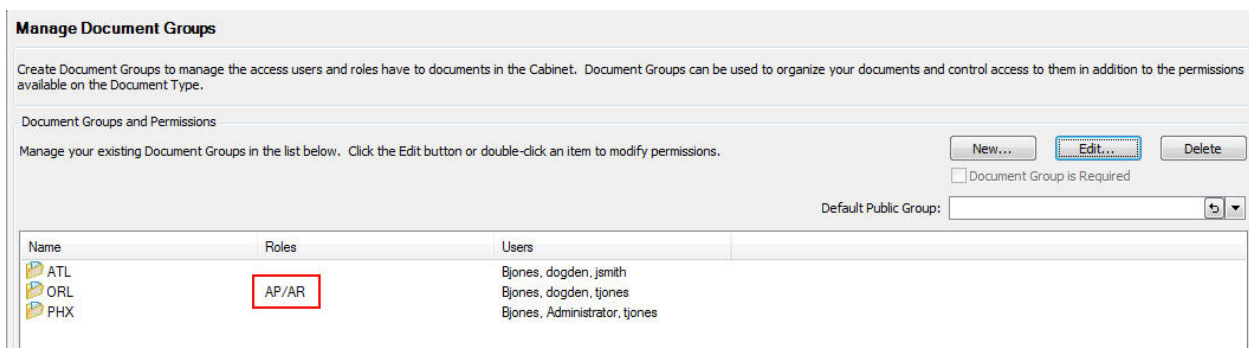 Manage Document Groups
Create Document Groups to manage the access users and roles have to documents in the Cabinet.  Document Groups can be used to organize your documents and control access to them in addition to the permissions
available on the Document Type.
Document Groups and Permissions
Manage your existing Document Groups in the list below.  Click the Edit button or double-click an item to modify permissions.
New... Edit... Delete
Document Group is Required
Default Public Group:
Name Roles Users
ATL Bjones, dogden, jsmith
ORL AP/AR Bjones, dogden, tjones
PHX Bjones, Administrator, tjones